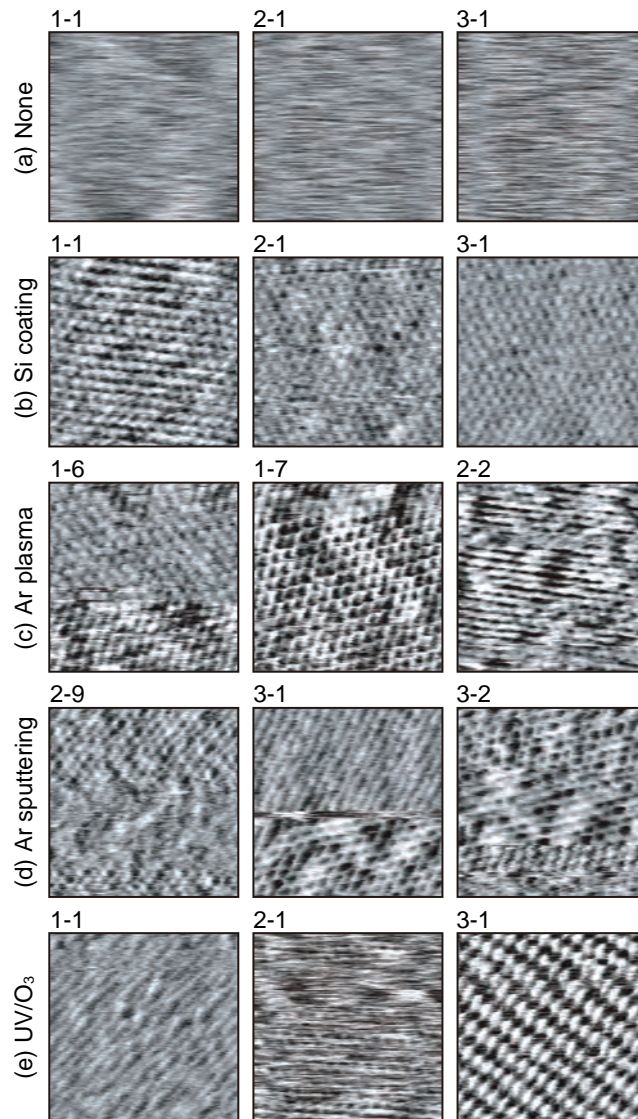 1-1 2-1 3-1
(a) None
1-1 2-1 3-1
(b) Si coating
1-6 1-7 2-2
(c) Ar plasma
2-9 3-1 3-2
(d) Ar sputtering
1-1 2-1 3-1
(e) UV/O₃